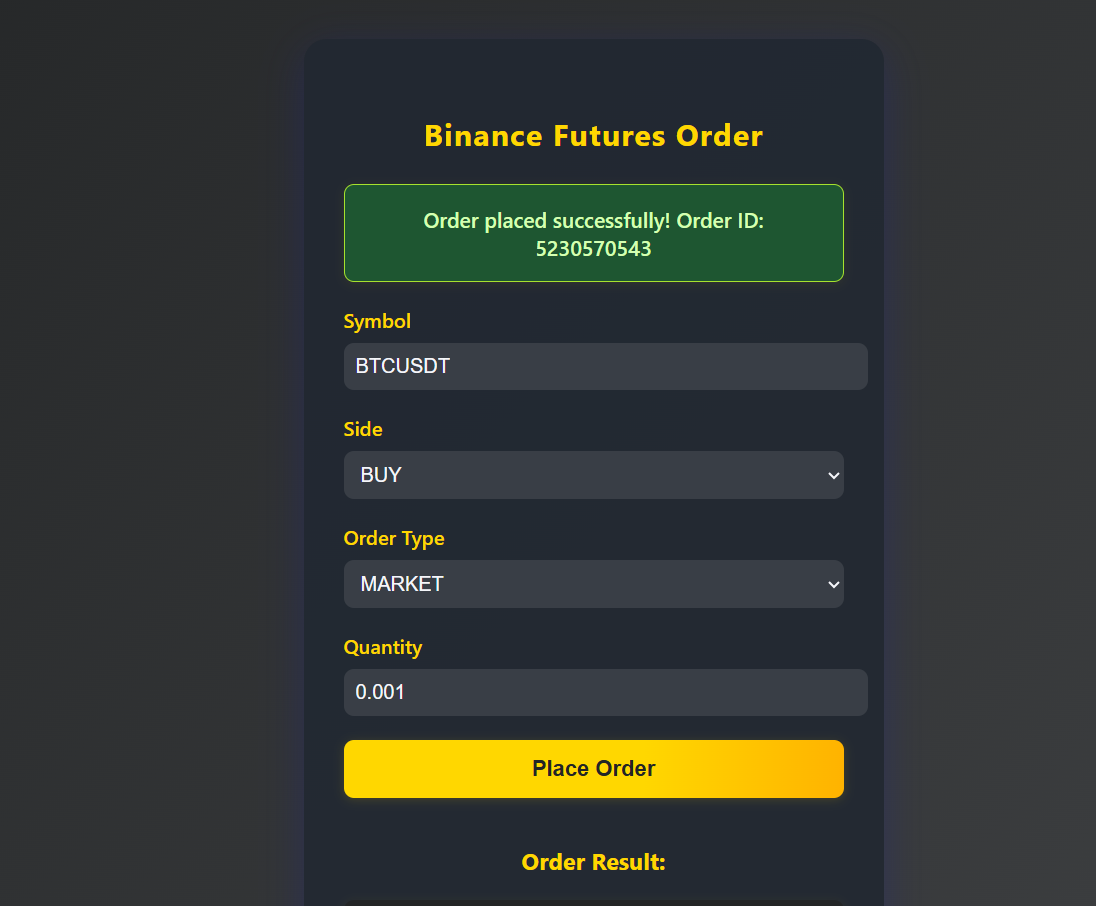 Binance Futures Order
Order placed successfully! Order ID:
5230570543
Symbol
BTCUSDT
Side
BUY
Order Type
MARKET
Quantity
0.001
Place Order
Order Result: